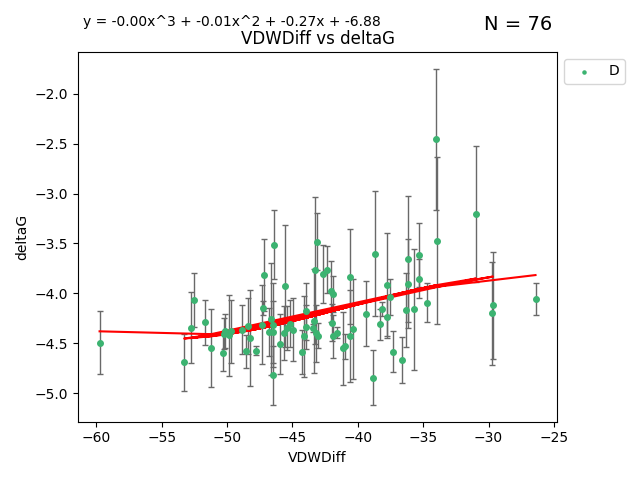 y = -0.00x^3 + -0.01x^2 + -0.27x + -6.88
N = 76
VDWDiff vs deltaG
D
−2.0
−2.5
−3.0
−3.5
−4.0
−4.5
−5.0
deltaG
−60 −55 −50 −45 −40 −35 −30 −25
VDWDiff